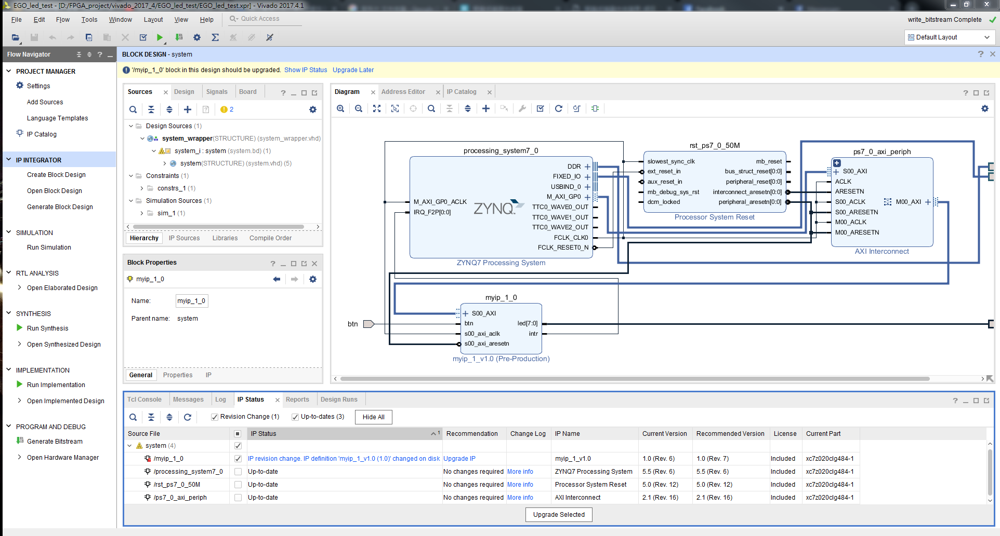 EGO_led_test - [D:/FPGA_project/vivado_2017_4/EGO_led_test/EGO_led_test.xpr] - Vivado 2017.4.1
File Edit Flow Tools Window Layout View Help Quick Access
write_bitstream Complete
Default Layout
Flow Navigator
PROJECT MANAGER
Settings
Add Sources
Language Templates
IP Catalog
IP INTEGRATOR
Create Block Design
Open Block Design
Generate Block Design
SIMULATION
Run Simulation
RTL ANALYSIS
Open Elaborated Design
SYNTHESIS
Run Synthesis
Open Synthesized Design
IMPLEMENTATION
Run Implementation
Open Implemented Design
PROGRAM AND DEBUG
Generate Bitstream
Open Hardware Manager
BLOCK DESIGN - system
'/myip_1_0' block in this design should be upgraded. Show IP Status Upgrade Later
Sources Design Signals Board
2
Design Sources (1)
system_wrapper(STRUCTURE) (system_wrapper.vhd)
system_i : system (system.bd) (1)
system(STRUCTURE) (system.vhd) (5)
Constraints (1)
constrs_1 (1)
Simulation Sources (1)
sim_1 (1)
Hierarchy IP Sources Libraries Compile Order
Block Properties
myip_1_0
Name: myip_1_0
Parent name: system
General Properties IP
Diagram Address Editor IP Catalog
processing_system7_0
DDR
FIXED_IO
USBIND_0
M_AXI_GP0
M_AXI_GP0_ACLK
IRQ_F2P[0:0]
ZYNQ
TTC0_WAVE0_OUT
TTC0_WAVE1_OUT
TTC0_WAVE2_OUT
FCLK_CLK0
FCLK_RESET0_N
ZYNQ7 Processing System
rst_ps7_0_50M
slowest_sync_clk mb_reset
ext_reset_in bus_struct_reset[0:0]
aux_reset_in peripheral_reset[0:0]
mb_debug_sys_rst interconnect_aresetn[0:0]
dcm_locked peripheral_aresetn[0:0]
Processor System Reset
ps7_0_axi_periph
S00_AXI
ACLK
ARESETN
S00_ACLK M00_AXI
S00_ARESETN
M00_ACLK
M00_ARESETN
AXI Interconnect
myip_1_0
S00_AXI
btn
btn led[7:0]
s00_axi_aclk intr
s00_axi_aresetn
myip_1_v1.0 (Pre-Production)
Tcl Console Messages Log IP Status Reports Design Runs
Revision Change (1) Up-to-dates (3) Hide All
Source File IP Status 1 Recommendation Change Log IP Name Current Version Recommended Version License Current Part
system (4)
/myip_1_0 IP revision change. IP definition 'myip_1_v1.0 (1.0)' changed on disk Upgrade IP myip_1_v1.0 1.0 (Rev. 6) 1.0 (Rev. 7) Included xc7z020clg484-1
/processing_system7_0 Up-to-date No changes required More info ZYNQ7 Processing System 5.5 (Rev. 6) 5.5 (Rev. 6) Included xc7z020clg484-1
/rst_ps7_0_50M Up-to-date No changes required More info Processor System Reset 5.0 (Rev. 12) 5.0 (Rev. 12) Included xc7z020clg484-1
/ps7_0_axi_periph Up-to-date No changes required More info AXI Interconnect 2.1 (Rev. 16) 2.1 (Rev. 16) Included xc7z020clg484-1
Upgrade Selected